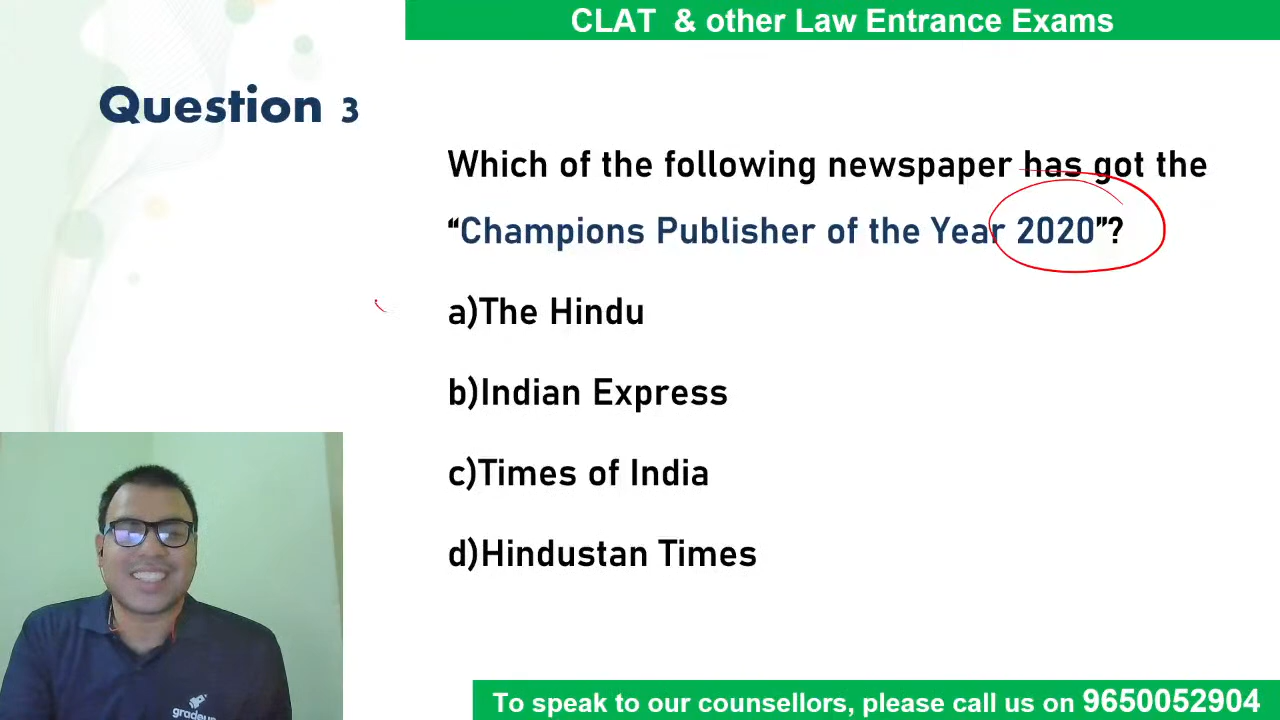 CLAT & other Law Entrance Exams
Question 3
Which of the following newspaper has got the
“Champions Publisher of the Year 2020”?
a)The Hindu
b)Indian Express
c)Times of India
d)Hindustan Times
To speak to our counsellors, please call us on 9650052904